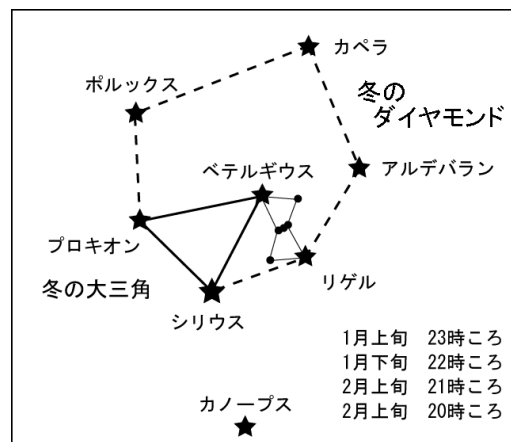 カペラ
ポルックス
冬の
ダイヤモンド
ベテルギウス
アルデバラン
プロキオン
リゲル
冬の大三角
シリウス
1月上旬 23時ころ
1月下旬 22時ころ
2月上旬 21時ころ
2月上旬 20時ころ
カノープス